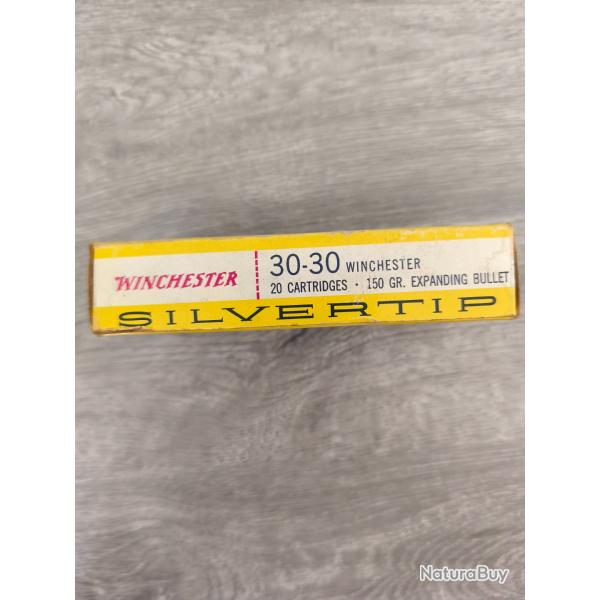 WINCHESTER
30-30 WINCHESTER
20 CARTRIDGES · 150 GR. EXPANDING BULLET
SILVERTIP
NaturaBuy